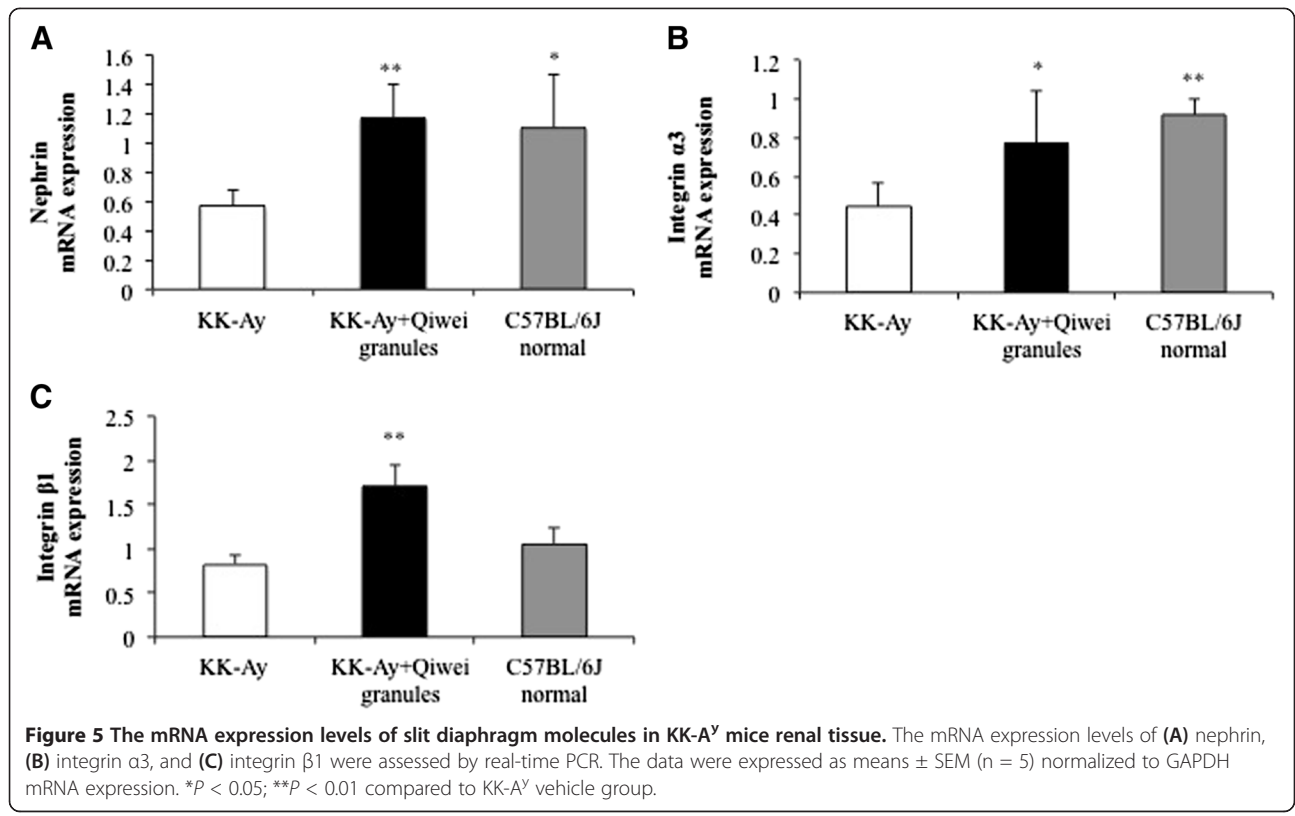 A
1.6
1.4
1.2
1
0.8
0.6
0.4
0.2
0
Nephrin
mRNA expression
**
*
KK-Ay
KK-Ay+Qiwei
granules
C57BL/6J
normal
B
1.2
1
0.8
0.6
0.4
0.2
0
Integrin α3
mRNA expression
*
**
KK-Ay
KK-Ay+Qiwei
granules
C57BL/6J
normal
C
2.5
2
1.5
1
0.5
0
Integrin β1
mRNA expression
**
KK-Ay
KK-Ay+Qiwei
granules
C57BL/6J
normal
Figure 5 The mRNA expression levels of slit diaphragm molecules in KK-Aʸ mice renal tissue. The mRNA expression levels of (A) nephrin,
(B) integrin α3, and (C) integrin β1 were assessed by real-time PCR. The data were expressed as means ± SEM (n = 5) normalized to GAPDH
mRNA expression. *P < 0.05; **P < 0.01 compared to KK-Aʸ vehicle group.